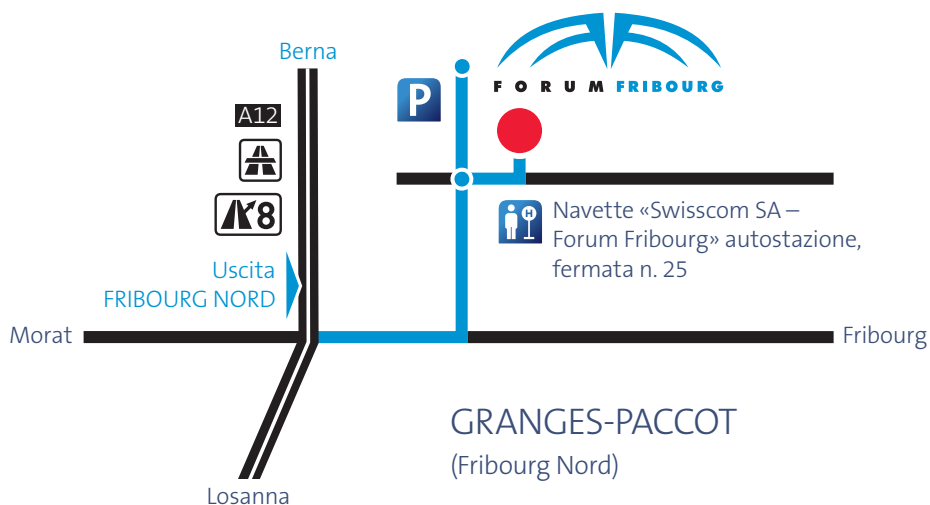 Berna
FORUM FRIBOURG
P
A12
8
H
Navette «Swisscom SA –
Forum Fribourg» autostazione,
fermata n. 25
Uscita
FRIBOURG NORD
Morat
Fribourg
GRANGES-PACCOT
(Fribourg Nord)
Losanna